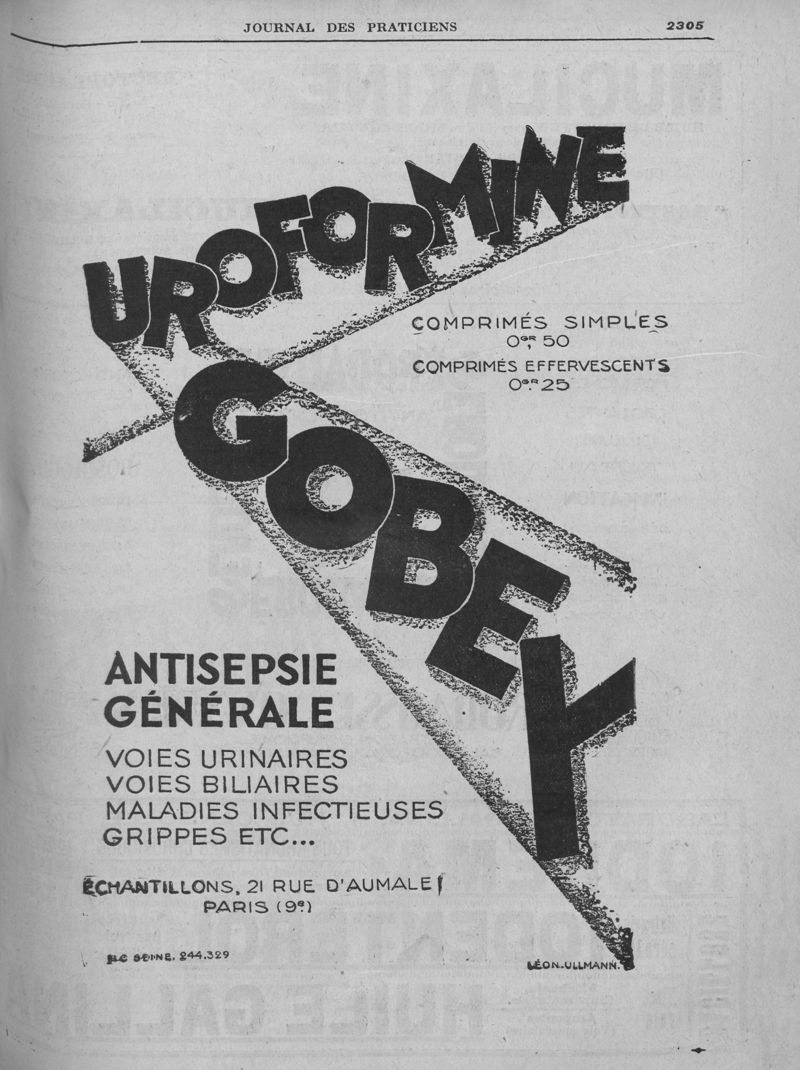 JOURNAL DES PRATICIENS 2305
UROFORMINE
COMPRIMÉS SIMPLES
0GR, 50
COMPRIMÉS EFFERVESCENTS
0GR. 25
GOBEY
ANTISEPSIE
GÉNÉRALE
VOIES URINAIRES
VOIES BILIAIRES
MALADIES INFECTIEUSES
GRIPPES ETC...
ÉCHANTILLONS, 21 RUE D'AUMALE
PARIS (9e.)
SEINE. 244.329
LÉON-ULLMANN.